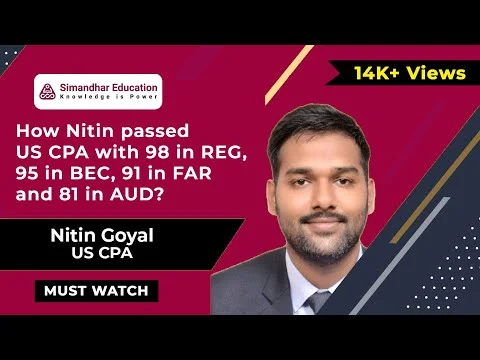 14K+ Views
Simandhar Education
Knowledge is Power
How Nitin passed
US CPA with 98 in REG,
95 in BEC, 91 in FAR
and 81 in AUD?
Nitin Goyal
US CPA
MUST WATCH